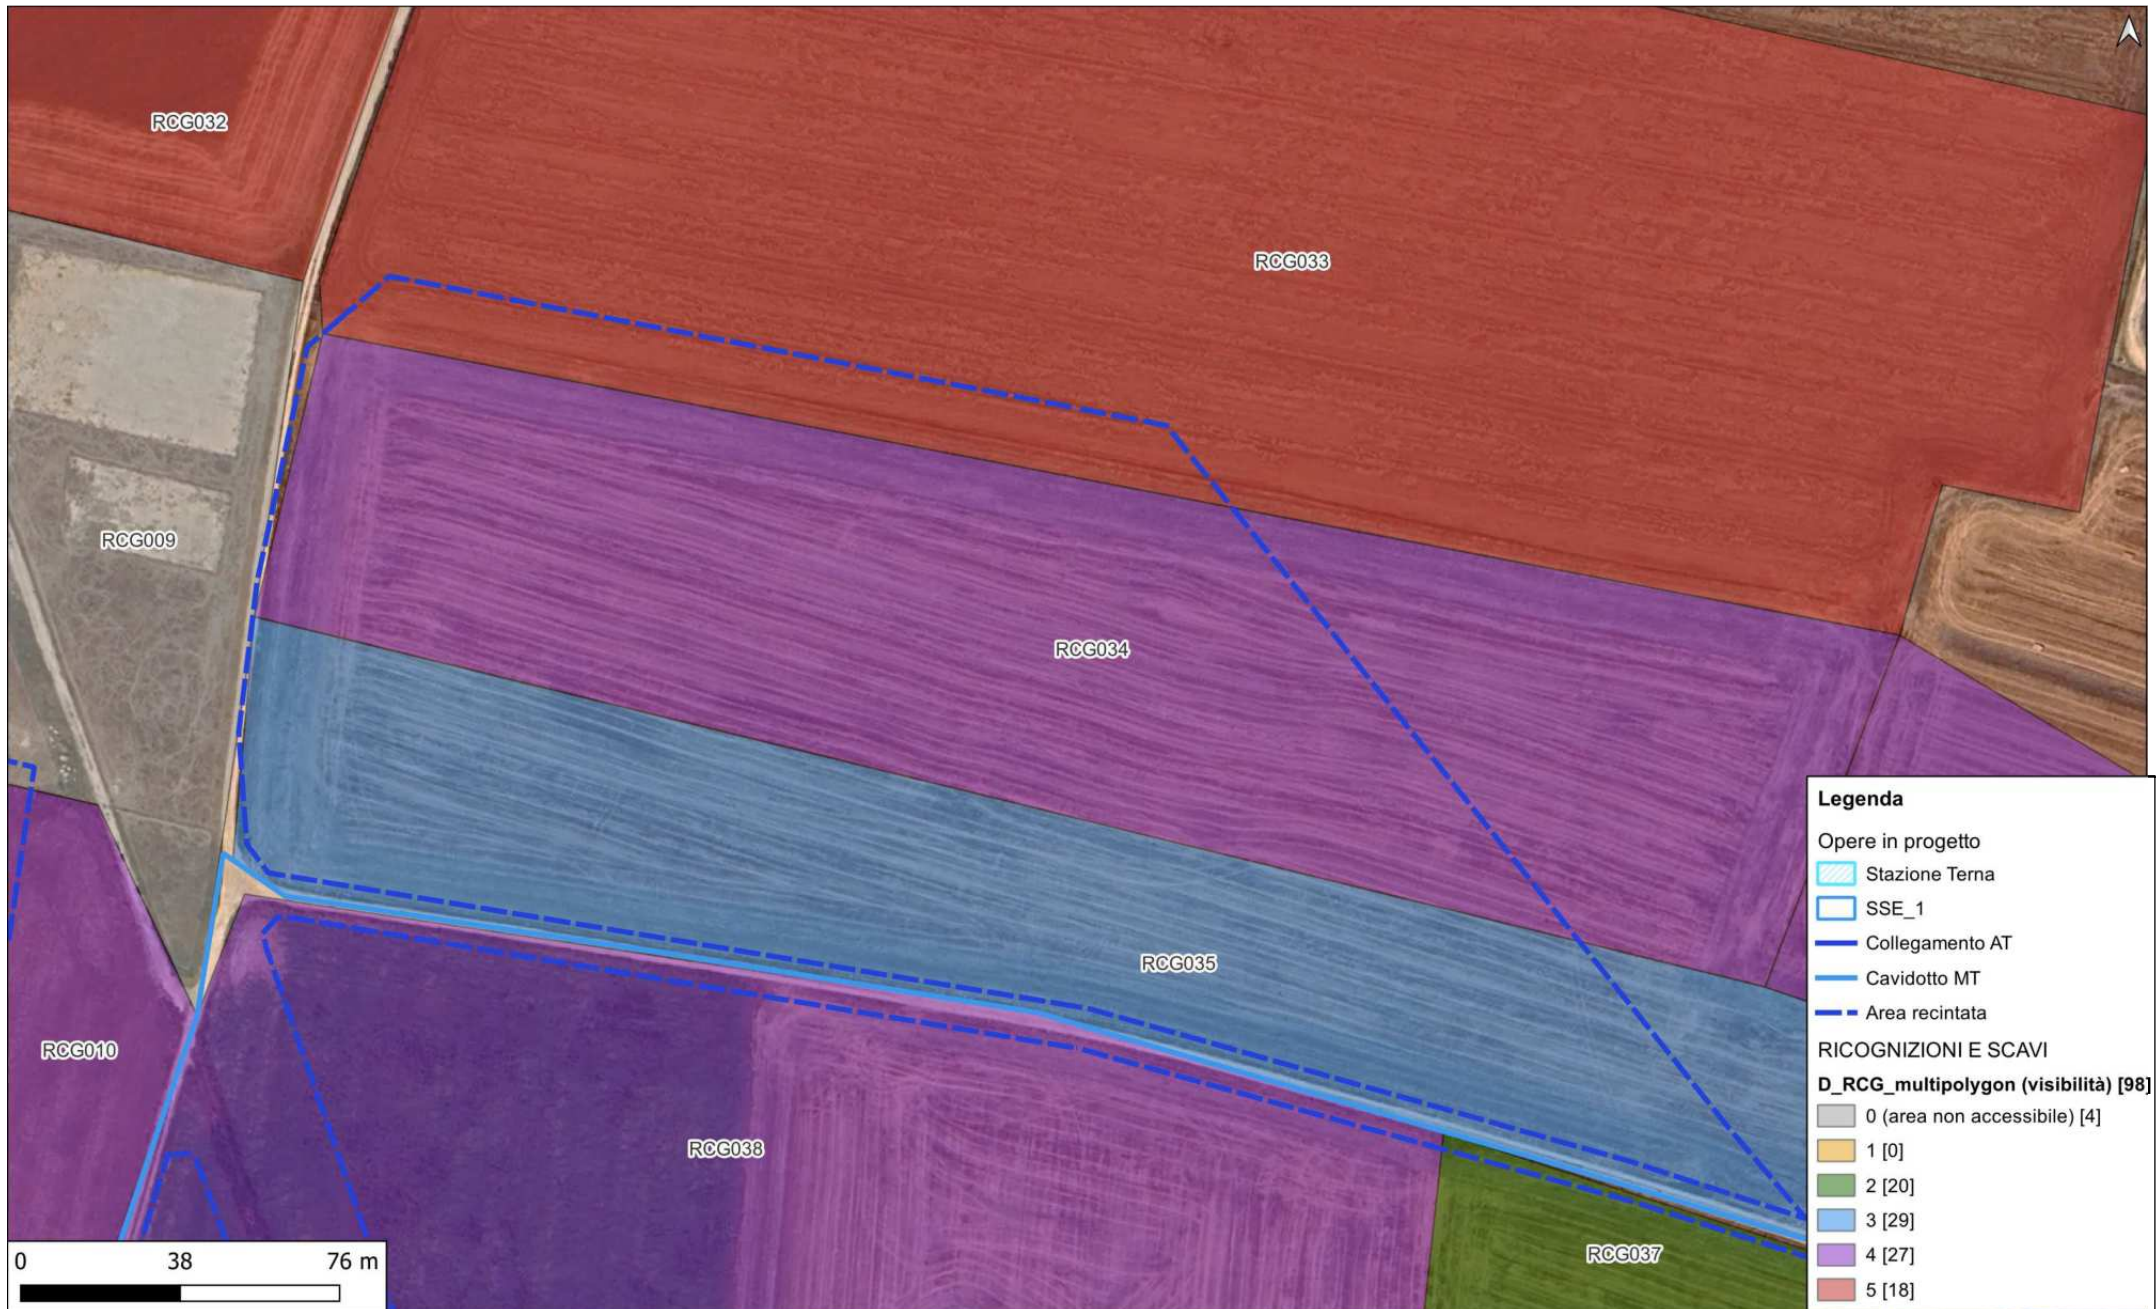 RCG032
RCG033
RCG009
RCG034
RCG035
RCG010
RCG038
RCG037
0 38 76 m
Legenda
Opere in progetto
Stazione Terna
SSE_1
Collegamento AT
Cavidotto MT
Area recintata
RICOGNIZIONI E SCAVI
D_RCG_multipolygon (visibilità) [98]
0 (area non accessibile) [4]
1 [0]
2 [20]
3 [29]
4 [27]
5 [18]